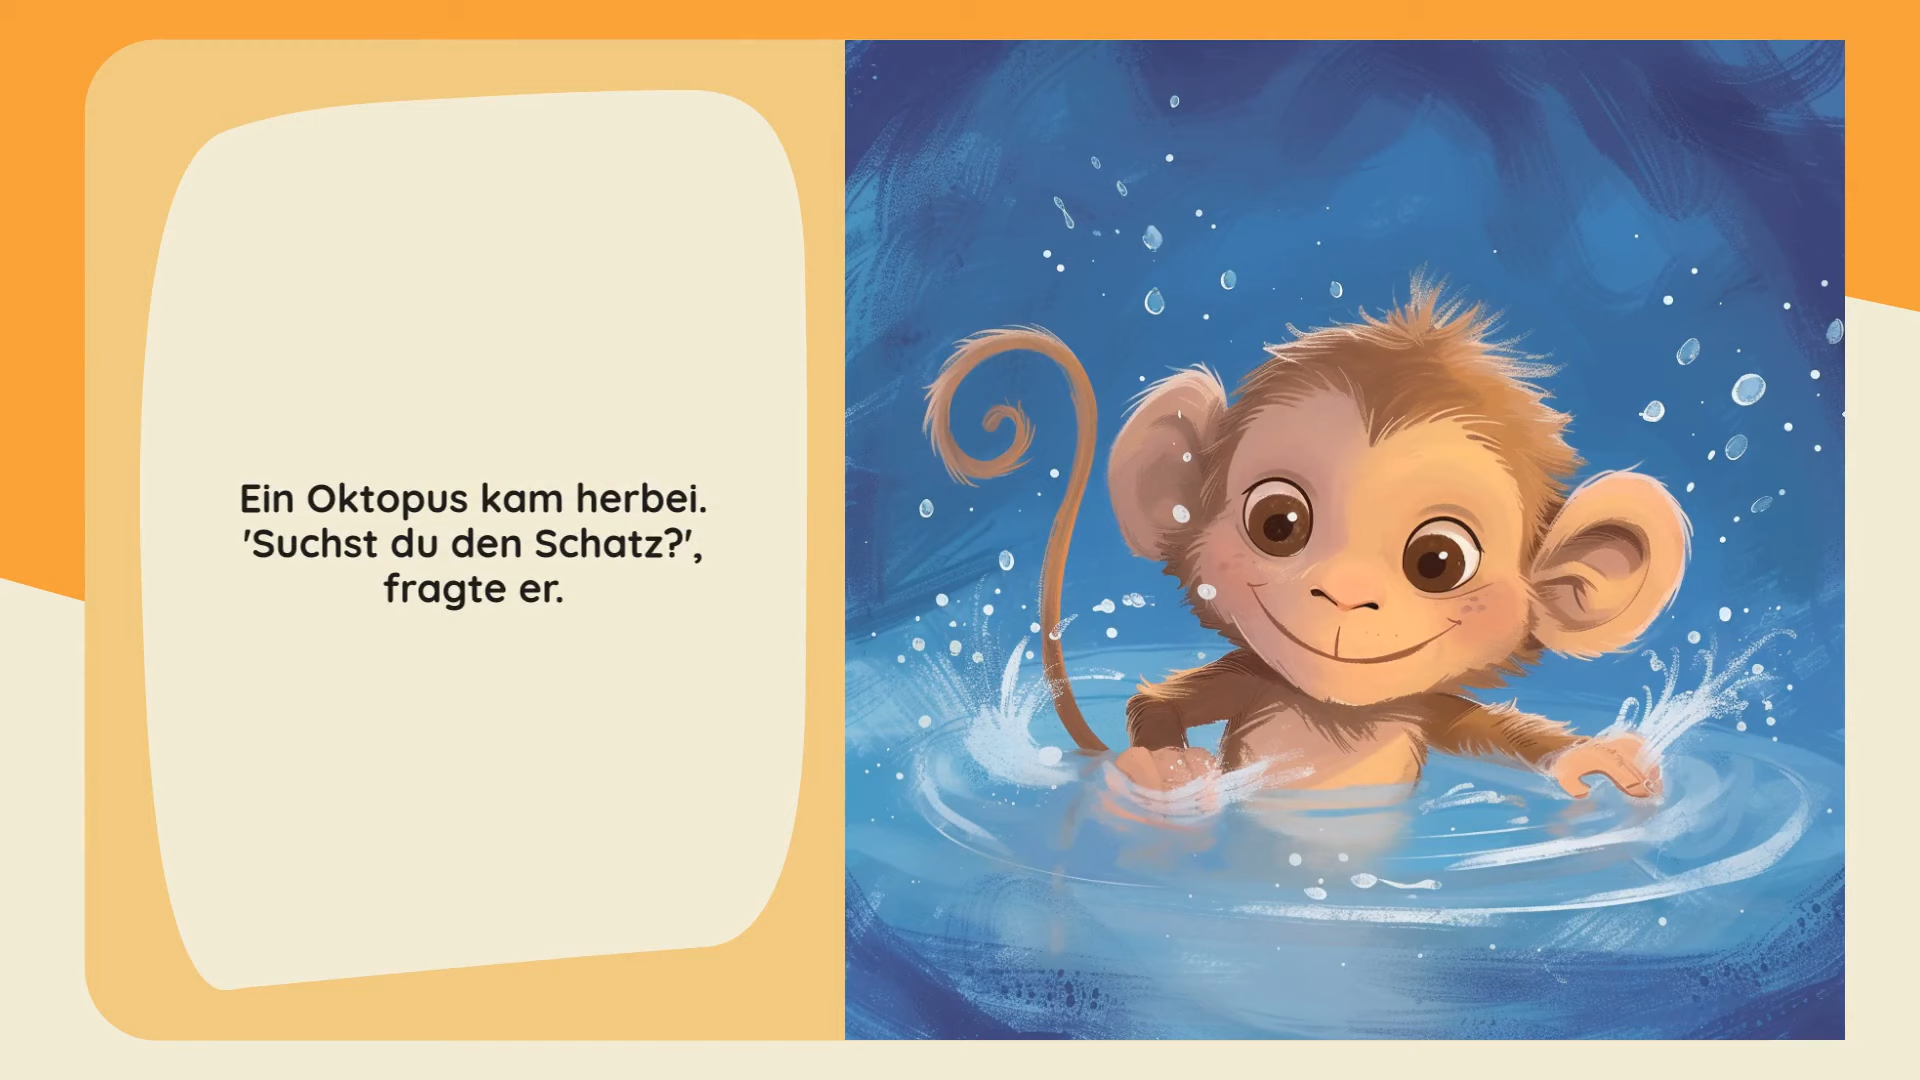 Ein Oktopus kam herbei.
'Suchst du den Schatz?',
fragte er.